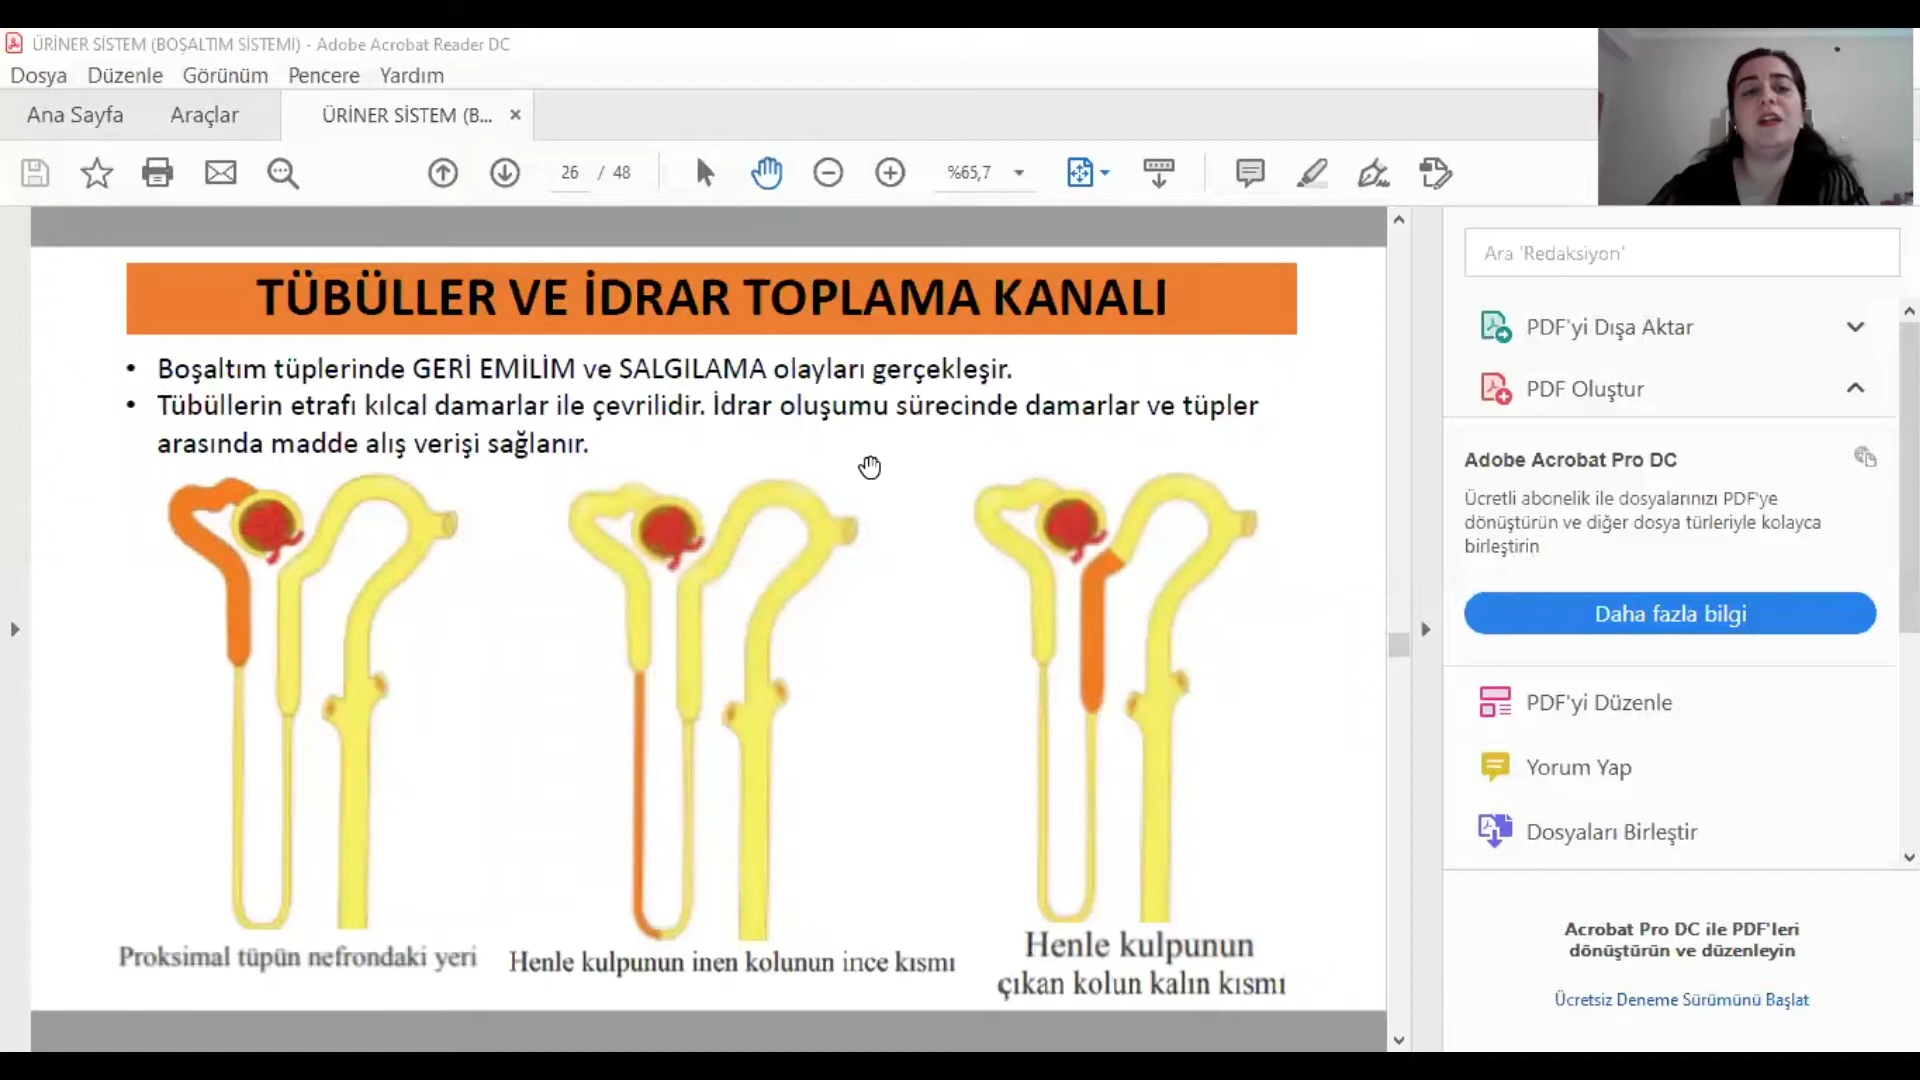 ÜRİNER SİSTEM (BOŞALTIM SİSTEMİ) - Adobe Acrobat Reader DC
Dosya Düzenle Görünüm Pencere Yardım
Ana Sayfa Araçlar ÜRİNER SİSTEM (B... ×
26 / 48 %65,7
TÜBÜLLER VE İDRAR TOPLAMA KANALI
• Boşaltım tüplerinde GERİ EMİLİM ve SALGILAMA olayları gerçekleşir.
• Tübüllerin etrafı kılcal damarlar ile çevrilidir. İdrar oluşumu sürecinde damarlar ve tüpler
arasında madde alış verişi sağlanır.
Proksimal tüpün nefrondaki yeri
Henle kulpunun inen kolunun ince kısmı
Henle kulpunun
çıkan kolun kalın kısmı
Ara 'Redaksiyon'
PDF'yi Dışa Aktar
PDF Oluştur
Adobe Acrobat Pro DC
Ücretli abonelik ile dosyalarınızı PDF'ye
dönüştürün ve diğer dosya türleriyle kolayca
birleştirin
Daha fazla bilgi
PDF'yi Düzenle
Yorum Yap
Dosyaları Birleştir
Acrobat Pro DC ile PDF'leri
dönüştürün ve düzenleyin
Ücretsiz Deneme Sürümünü Başlat